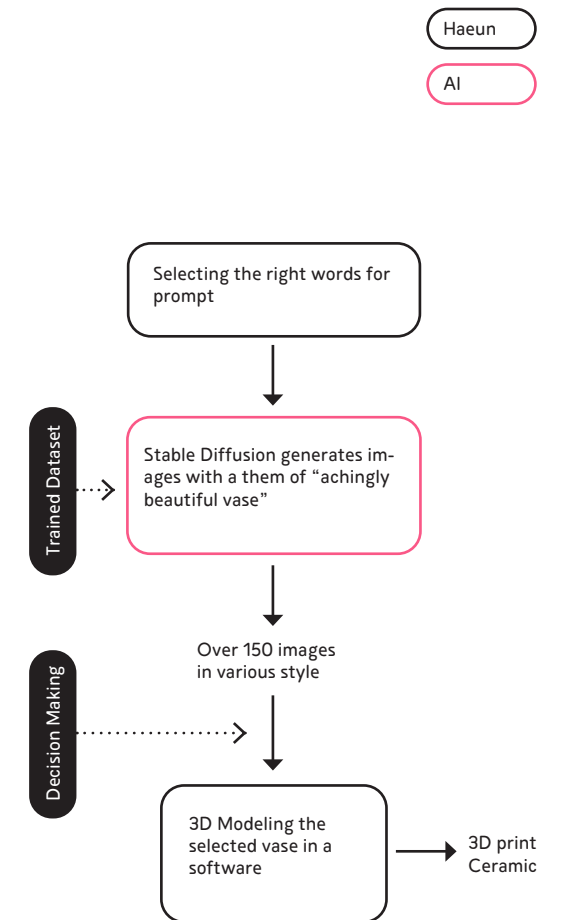 Haeun
AI
Selecting the right words for
prompt
Trained Dataset
Stable Diffusion generates im-
ages with a them of “achingly
beautiful vase”
Over 150 images
in various style
Decision Making
3D Modeling the
selected vase in a
software
3D print
Ceramic